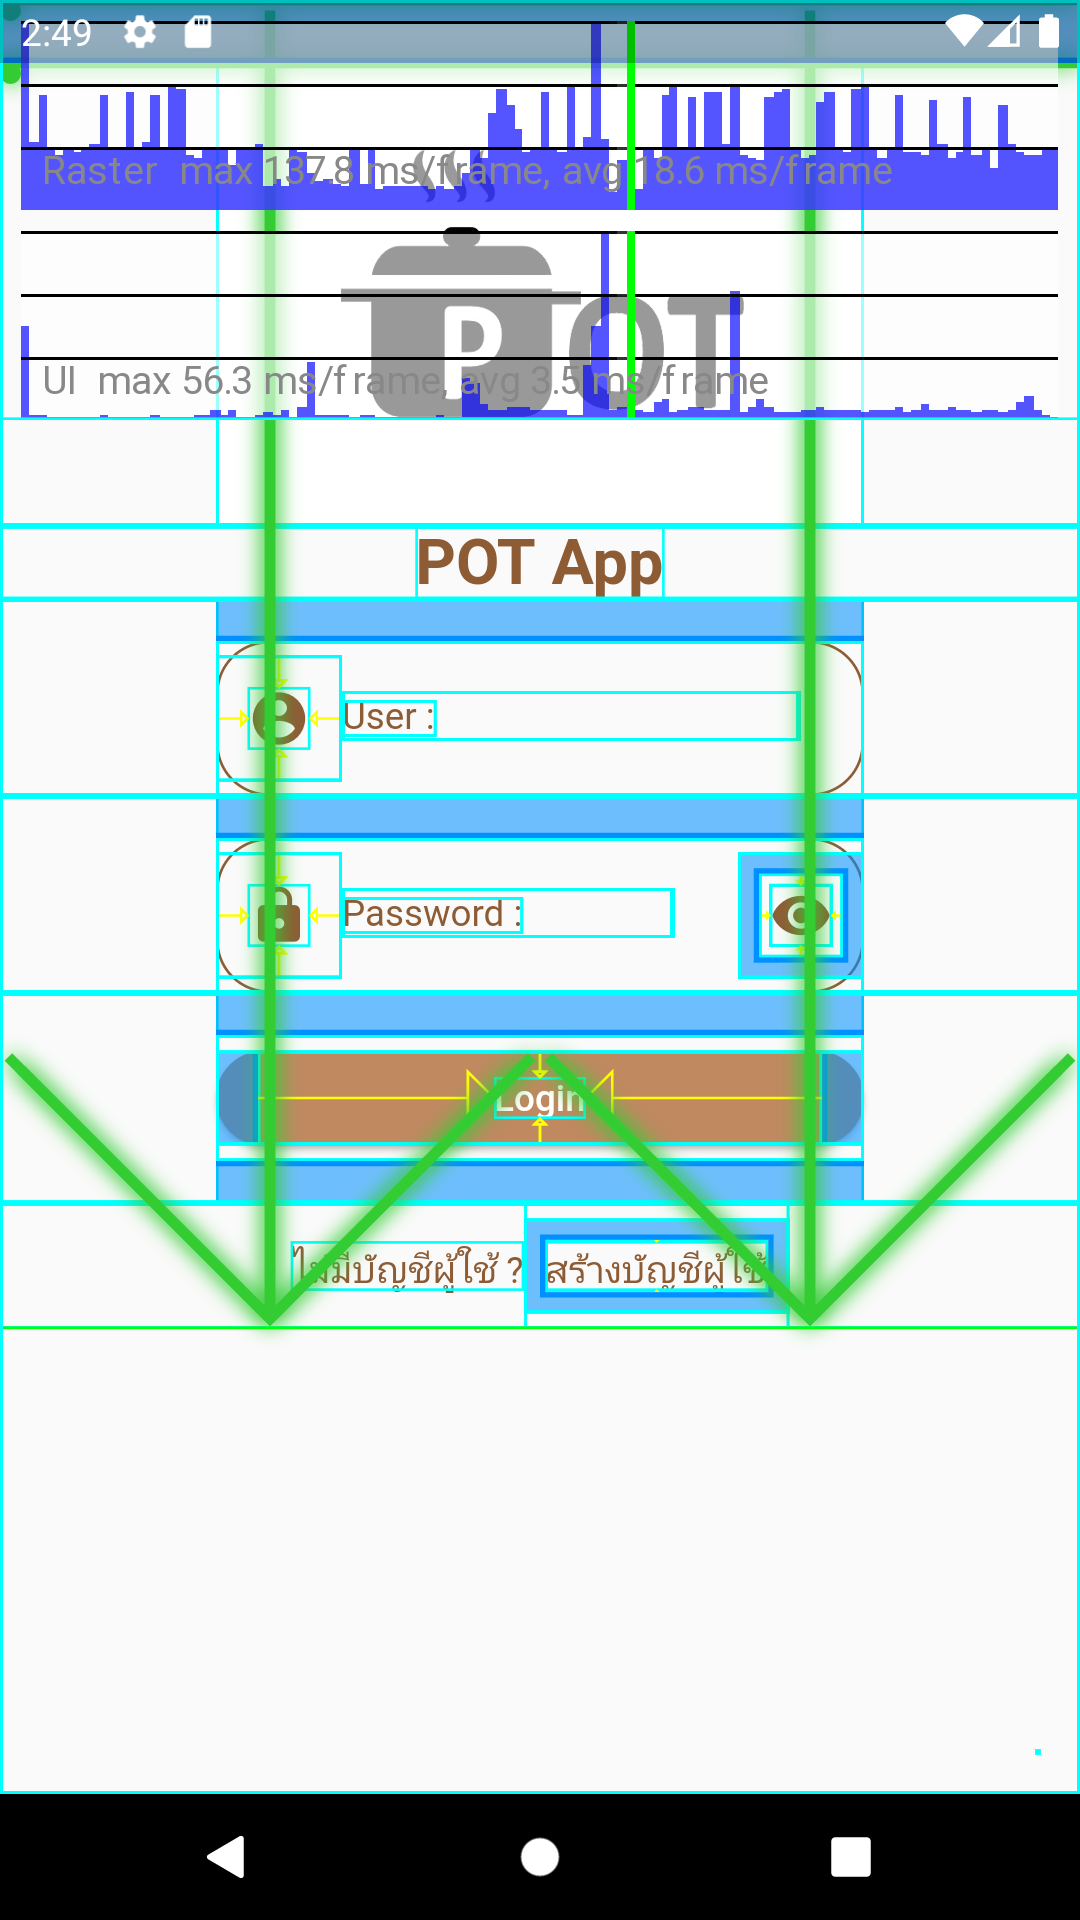 2:49
Raster max 137.8 ms/frame, avg 18.6 ms/frame
POT
UI max 56.3 ms/frame, avg 3.5 ms/frame
POT App
User :
Password :
Login
ไม่มีบัญชีผู้ใช้ ? สร้างบัญชีผู้ใช้